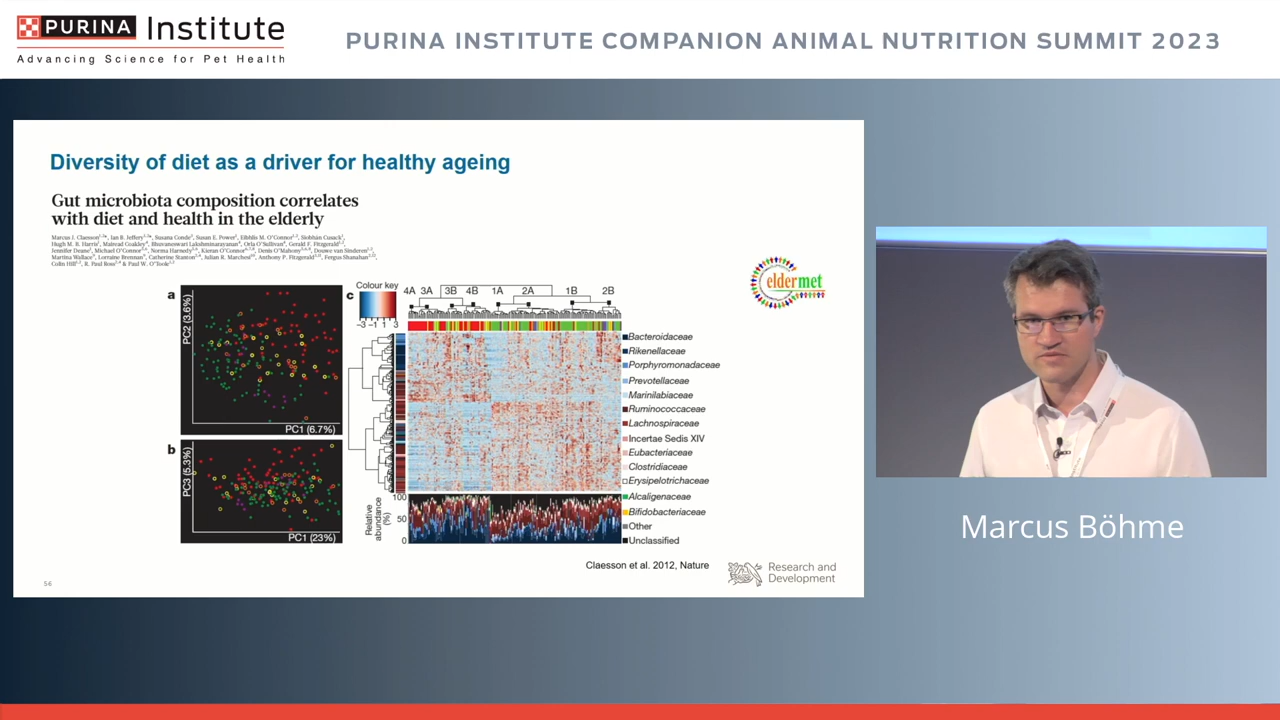 PURINA Institute
Advancing Science for Pet Health
PURINA INSTITUTE COMPANION ANIMAL NUTRITION SUMMIT 2023
Diversity of diet as a driver for healthy ageing
Gut microbiota composition correlates
with diet and health in the elderly
eldermet
a
PC2 (3.6%)
PC1 (6.7%)
b
PC3 (5.3%)
PC1 (23%)
c
Colour key
−3 −1 1 3
4A 3A 3B 4B 1A 2A 1B 2B
Bacteroidaceae
Rikenellaceae
Porphyromonadaceae
Prevotellaceae
Marinilabiaceae
Ruminococcaceae
Lachnospiraceae
Incertae Sedis XIV
Eubacteriaceae
Clostridiaceae
Erysipelotrichaceae
Alcaligenaceae
Bifidobacteriaceae
Other
Unclassified
Relative
abundance
(%)
100
50
0
Claesson et al. 2012, Nature
Research and
Development
56
Marcus Böhme